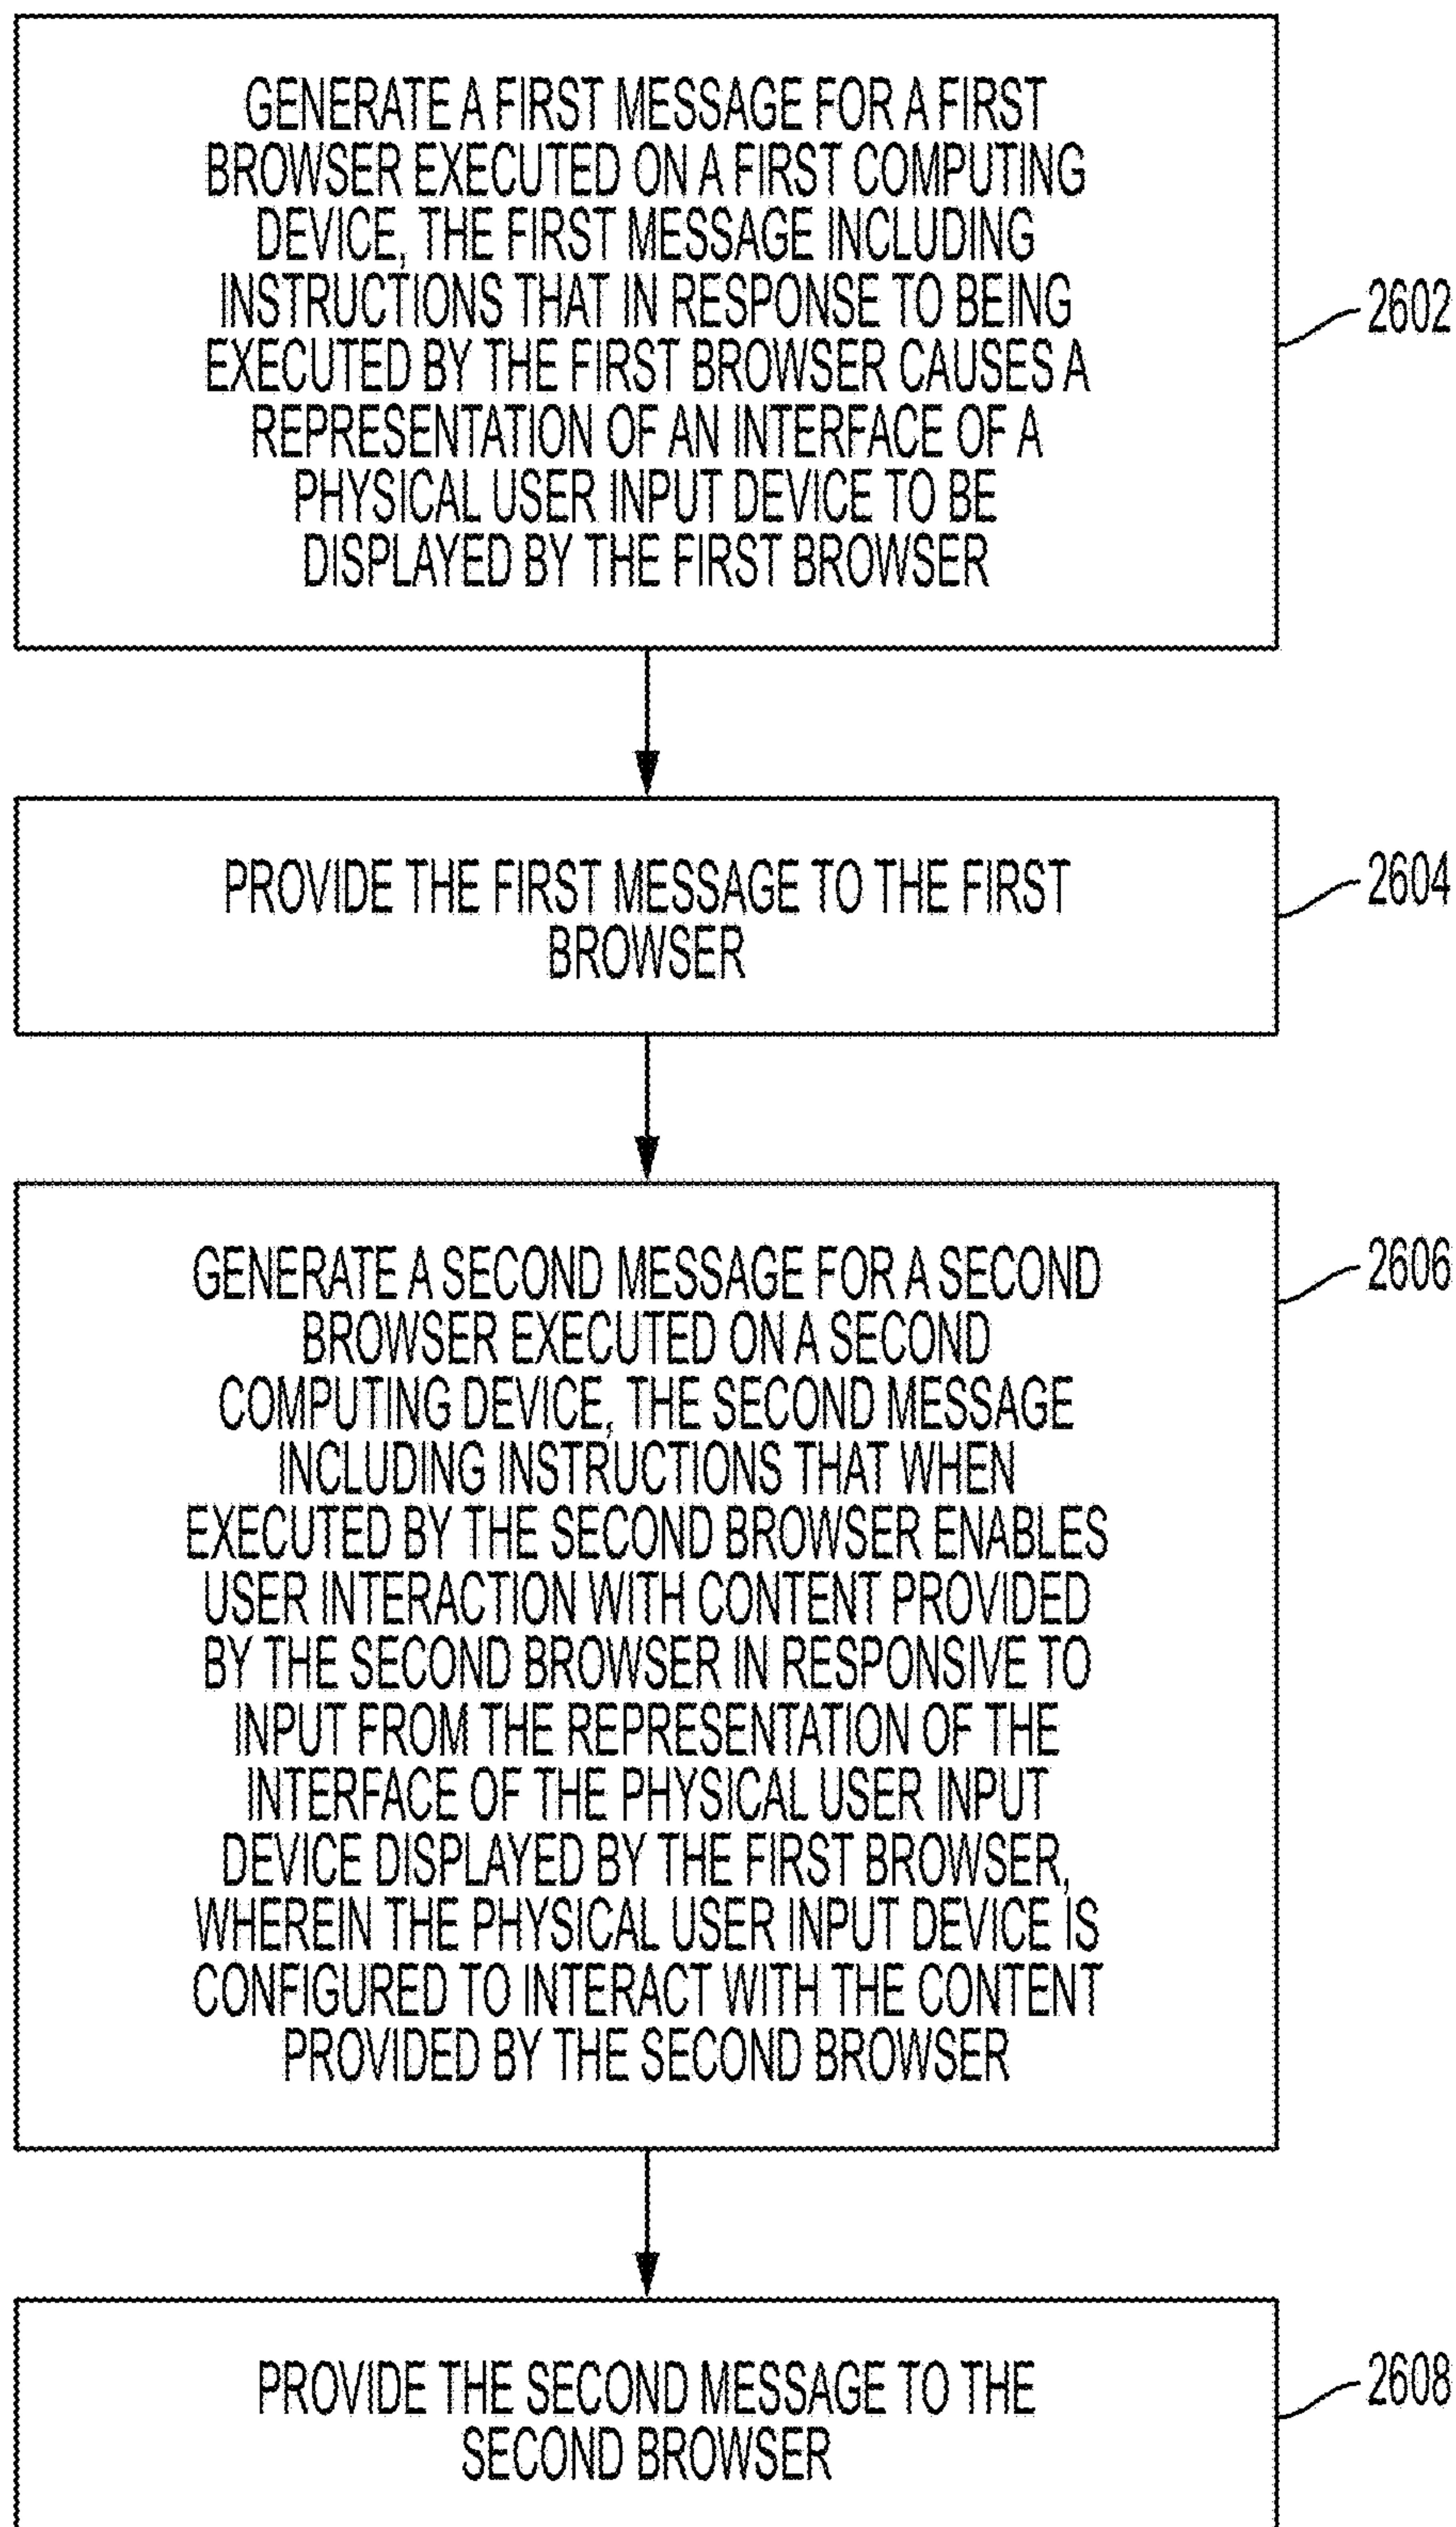 GENERATE A FIRST MESSAGE FOR A FIRST
BROWSER EXECUTED ON A FIRST COMPUTING
DEVICE, THE FIRST MESSAGE INCLUDING
INSTRUCTIONS THAT IN RESPONSE TO BEING
EXECUTED BY THE FIRST BROWSER CAUSES A
REPRESENTATION OF AN INTERFACE OF A
PHYSICAL USER INPUT DEVICE TO BE
DISPLAYED BY THE FIRST BROWSER
2602
PROVIDE THE FIRST MESSAGE TO THE FIRST
BROWSER
2604
GENERATE A SECOND MESSAGE FOR A SECOND
BROWSER EXECUTED ON A SECOND
COMPUTING DEVICE, THE SECOND MESSAGE
INCLUDING INSTRUCTIONS THAT WHEN
EXECUTED BY THE SECOND BROWSER ENABLES
USER INTERACTION WITH CONTENT PROVIDED
BY THE SECOND BROWSER IN RESPONSIVE TO
INPUT FROM THE REPRESENTATION OF THE
INTERFACE OF THE PHYSICAL USER INPUT
DEVICE DISPLAYED BY THE FIRST BROWSER,
WHEREIN THE PHYSICAL USER INPUT DEVICE IS
CONFIGURED TO INTERACT WITH THE CONTENT
PROVIDED BY THE SECOND BROWSER
2606
PROVIDE THE SECOND MESSAGE TO THE
SECOND BROWSER
2608